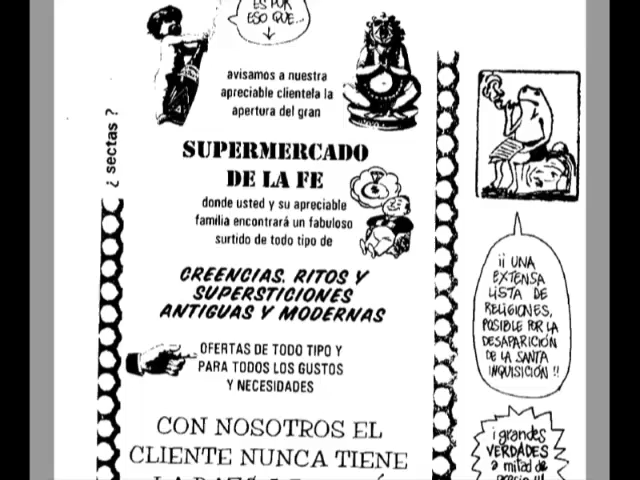 ES POR
ESO QUE...
avisamos a nuestra
apreciable clientela la
apertura del gran
¿ sectas ?
SUPERMERCADO
DE LA FE
donde usted y su apreciable
familia encontrará un fabuloso
surtido de todo tipo de
CREENCIAS, RITOS Y
SUPERSTICIONES
ANTIGUAS Y MODERNAS
OFERTAS DE TODO TIPO Y
PARA TODOS LOS GUSTOS
Y NECESIDADES
CON NOSOTROS EL
CLIENTE NUNCA TIENE
¡¡ UNA
EXTENSA
LISTA DE
RELIGIONES,
POSIBLE POR LA
DESAPARICIÓN
DE LA SANTA
INQUISICIÓN !!
¡grandes
VERDADES
a mitad de